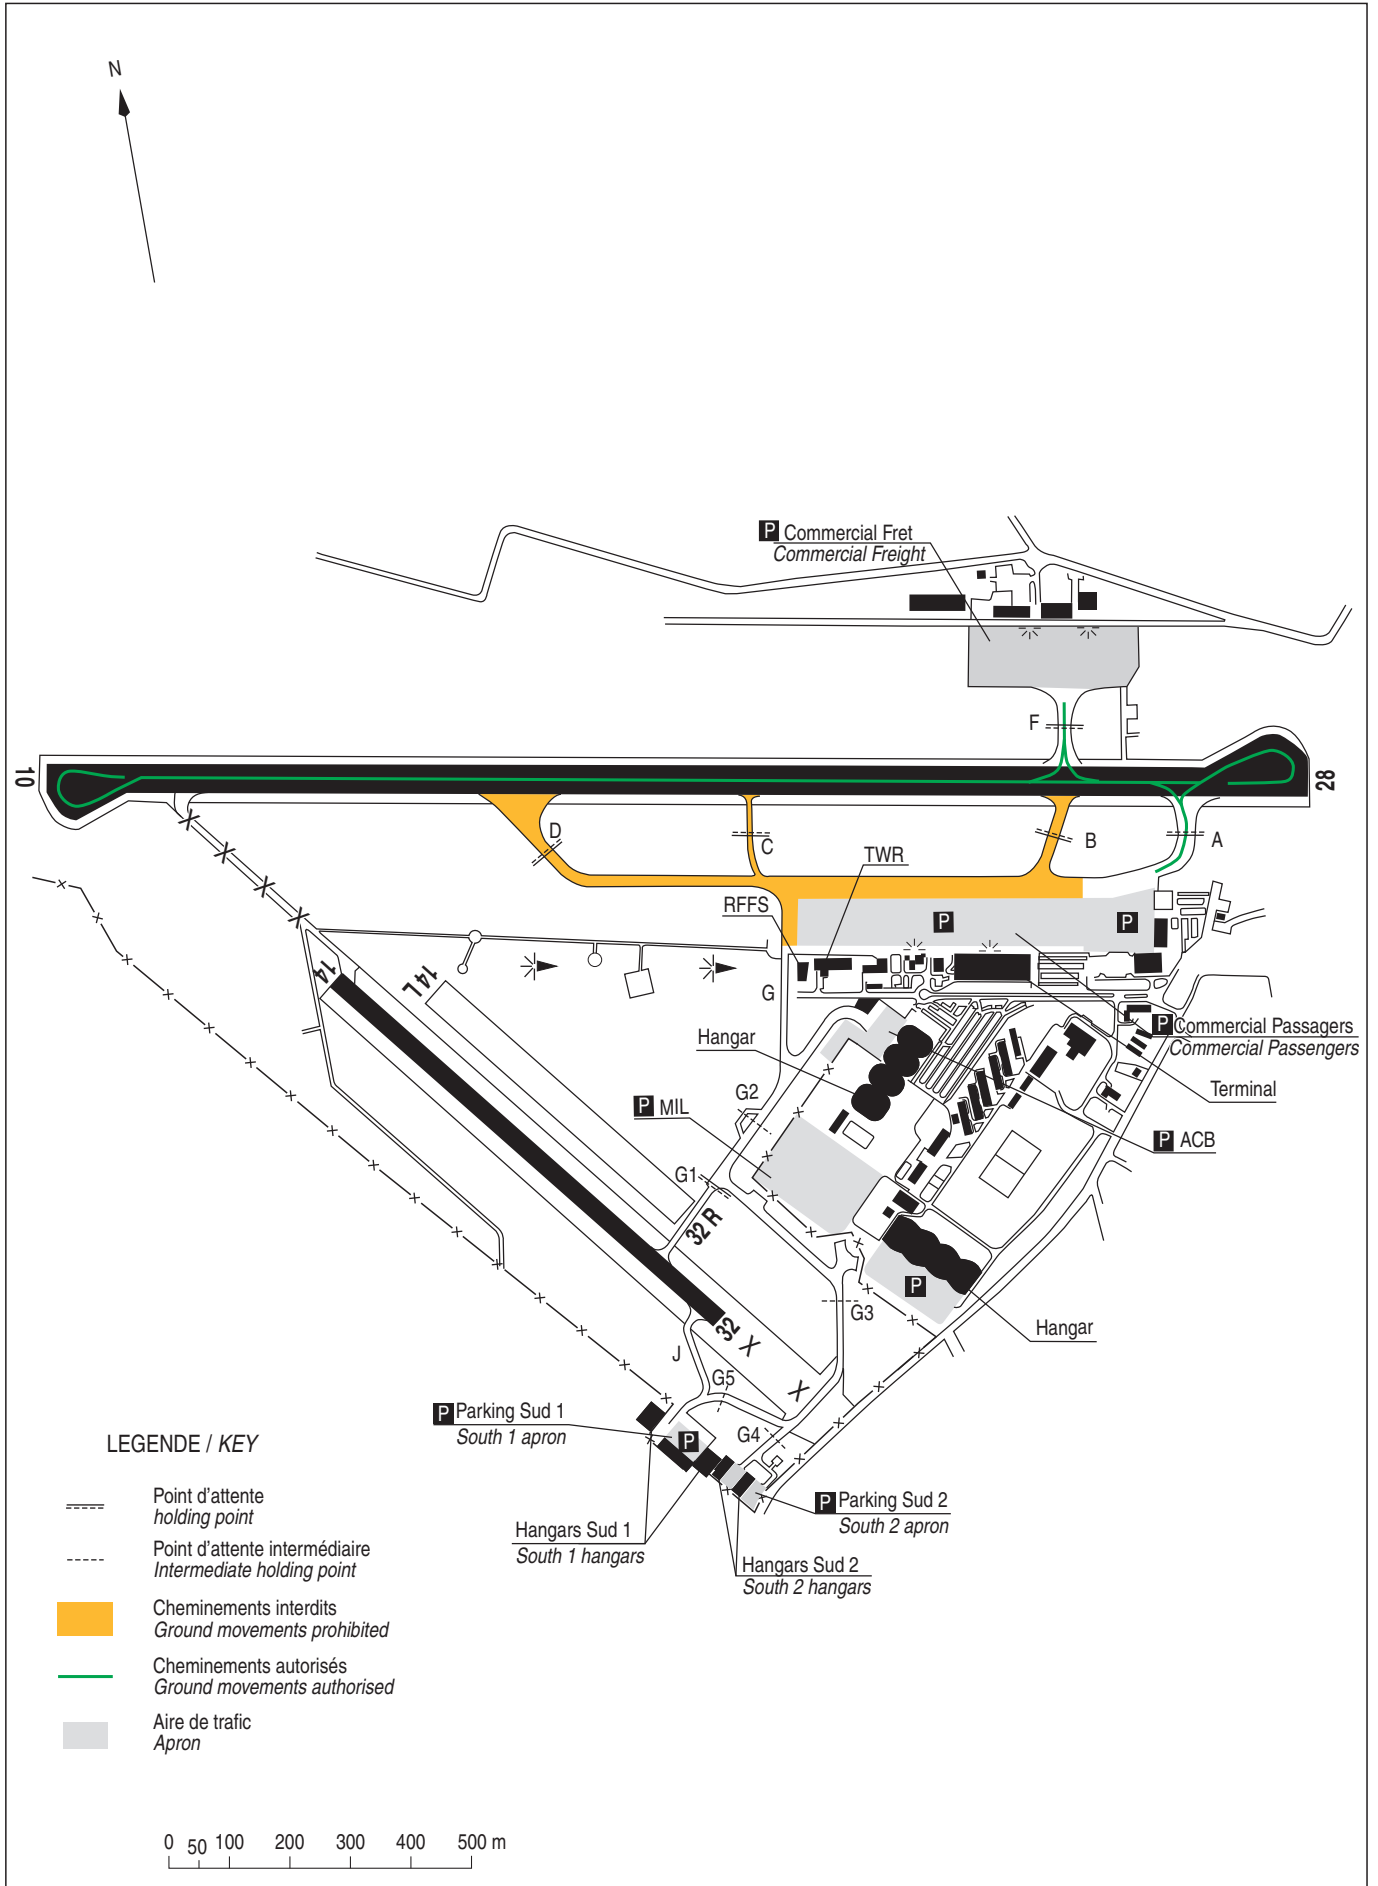 N
P Commercial Fret
Commercial Freight
F
10
28
D
C
B
A
TWR
RFFS
P
P
14
14L
G
Hangar
P Commercial Passagers
Commercial Passengers
Terminal
G2
P MIL
P ACB
G1
32 R
P
G3
Hangar
32
X
J
X
G5
P Parking Sud 1
South 1 apron
P
G4
P Parking Sud 2
South 2 apron
Hangars Sud 1
South 1 hangars
Hangars Sud 2
South 2 hangars
LEGENDE / KEY
Point d'attente
holding point
Point d'attente intermédiaire
Intermediate holding point
Cheminements interdits
Ground movements prohibited
Cheminements autorisés
Ground movements authorised
Aire de trafic
Apron
0 50 100 200 300 400 500 m